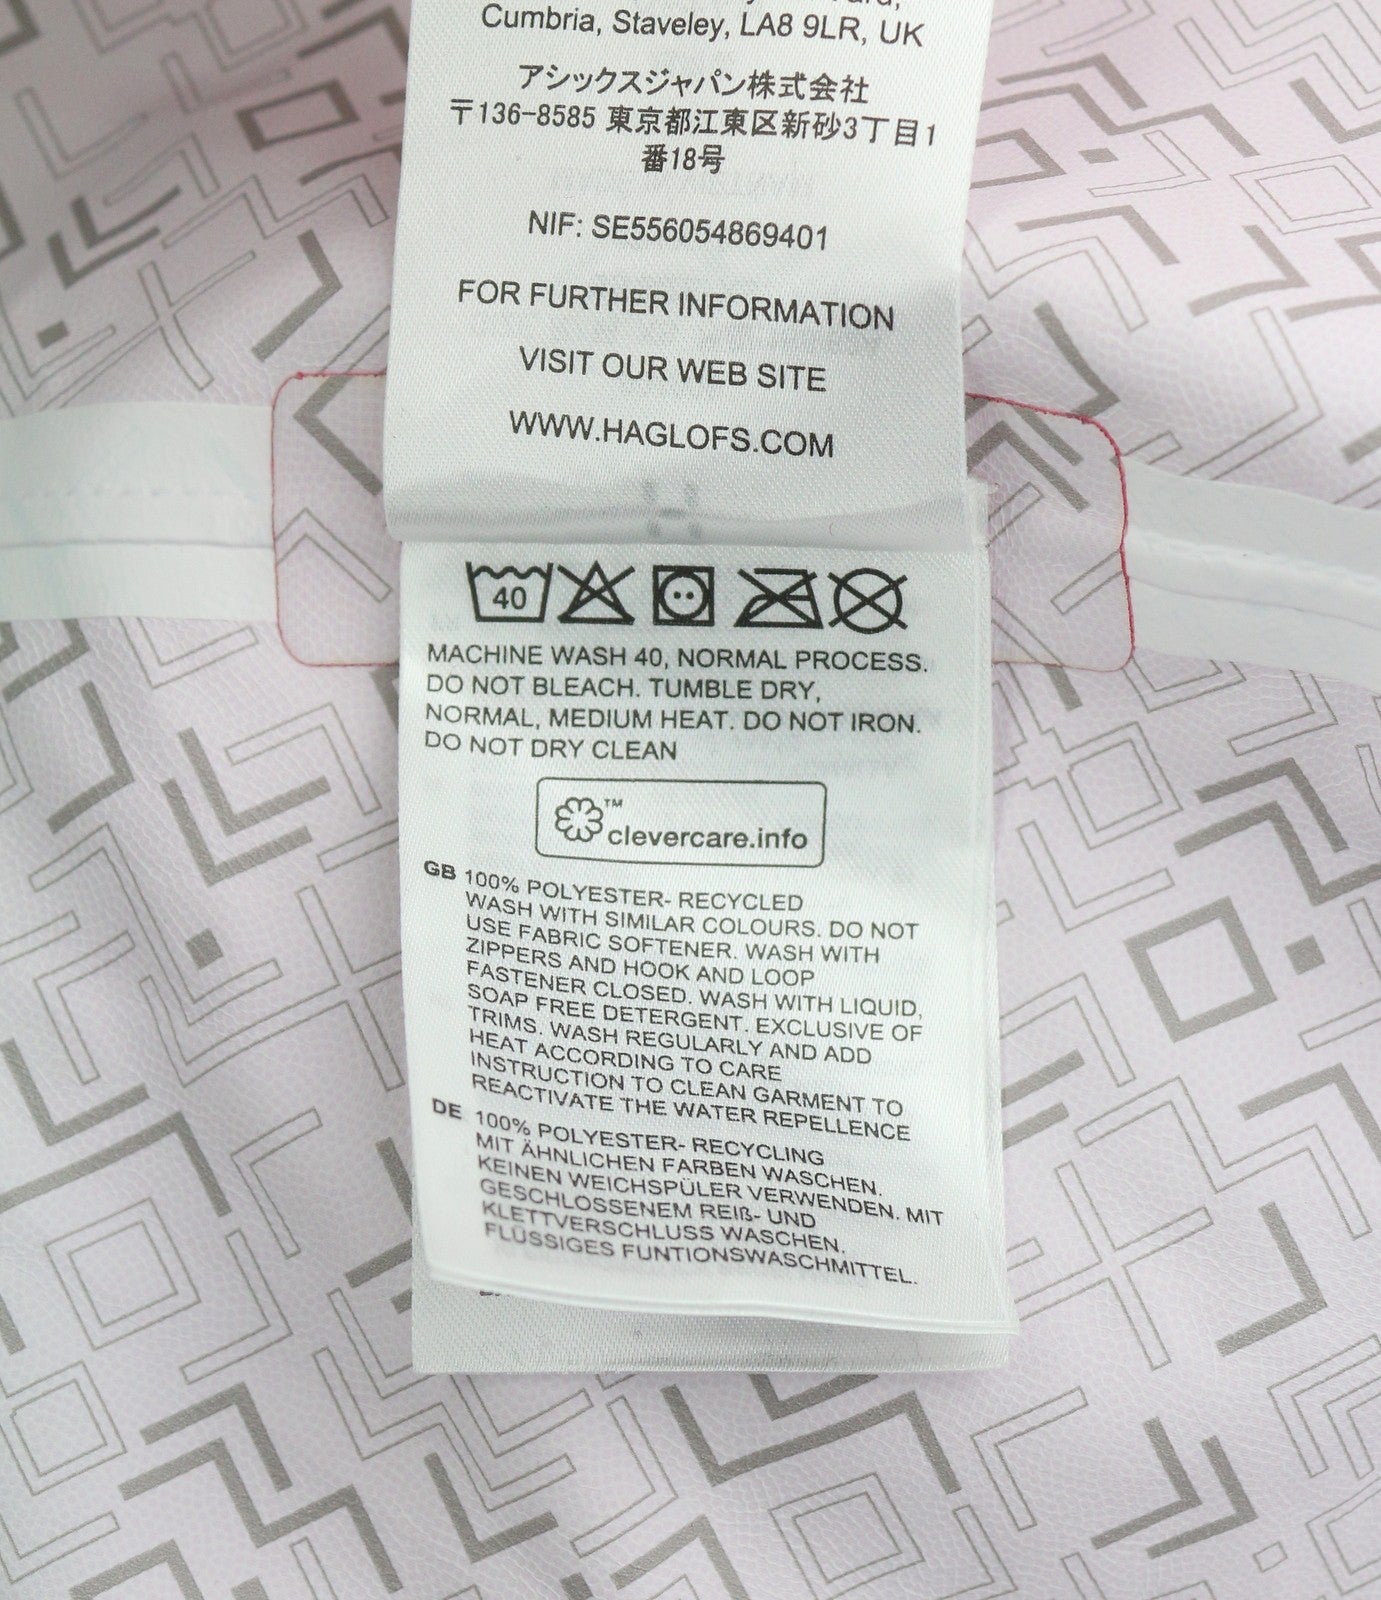 Cumbria, Staveley, LA8 9LR, UK
アシックスジャパン株式会社
〒136-8585 東京都江東区新砂3丁目1
番18号
NIF: SE556054869401
FOR FURTHER INFORMATION
VISIT OUR WEB SITE
WWW.HAGLOFS.COM
40
MACHINE WASH 40, NORMAL PROCESS.
DO NOT BLEACH. TUMBLE DRY,
NORMAL, MEDIUM HEAT. DO NOT IRON.
DO NOT DRY CLEAN
™
clevercare.info
GB 100% POLYESTER- RECYCLED
WASH WITH SIMILAR COLOURS. DO NOT
USE FABRIC SOFTENER. WASH WITH
ZIPPERS AND HOOK AND LOOP
FASTENER CLOSED. WASH WITH LIQUID,
SOAP FREE DETERGENT. EXCLUSIVE OF
TRIMS. WASH REGULARLY AND ADD
HEAT ACCORDING TO CARE
INSTRUCTION TO CLEAN GARMENT TO
REACTIVATE THE WATER REPELLENCE
DE 100% POLYESTER- RECYCLING
MIT ÄHNLICHEN FARBEN WASCHEN.
KEINEN WEICHSPÜLER VERWENDEN. MIT
GESCHLOSSENEM REIß- UND
KLETTVERSCHLUSS WASCHEN.
FLÜSSIGES FUNTIONSWASCHMITTEL.